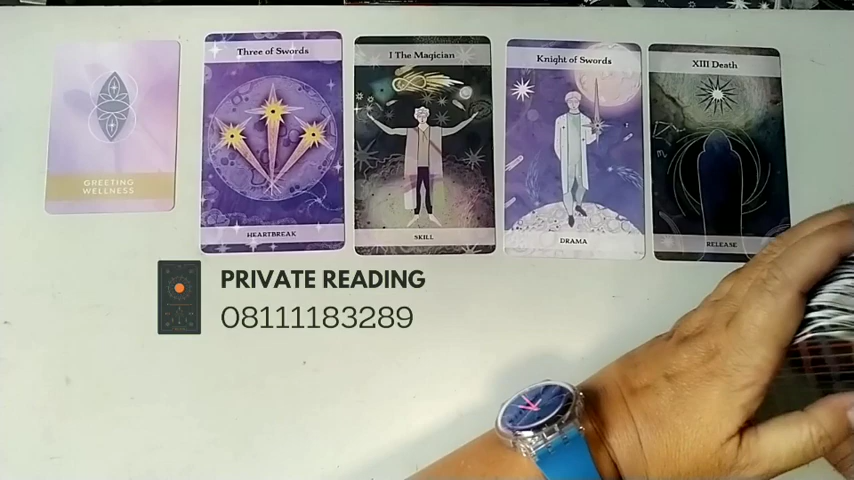 GREETING
WELLNESS
Three of Swords
HEARTBREAK
I The Magician
SKILL
Knight of Swords
DRAMA
XIII Death
RELEASE
PRIVATE READING
08111183289